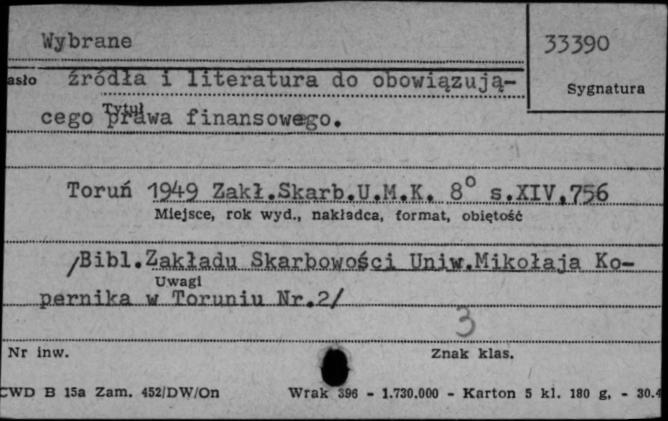 Wybrane
33390
asło źródła i literatura do obowiązują-
Sygnatura
Tytuł
cego prawa finansowego.
Toruń 1949 Zakł.Skarb.U.M.K. 8° s.XIV,756
Miejsce, rok wyd., nakładca, format, objętość
/Bibl.Zakładu Skarbowości Uniw.Mikołaja Ko-
Uwagi
pernika w Toruniu Nr.2/
3
Nr inw.
Znak klas.
CWD B 15a Zam. 452/DW/On Wrak 396 - 1.730.000 - Karton 5 kl. 180 g. - 30.4